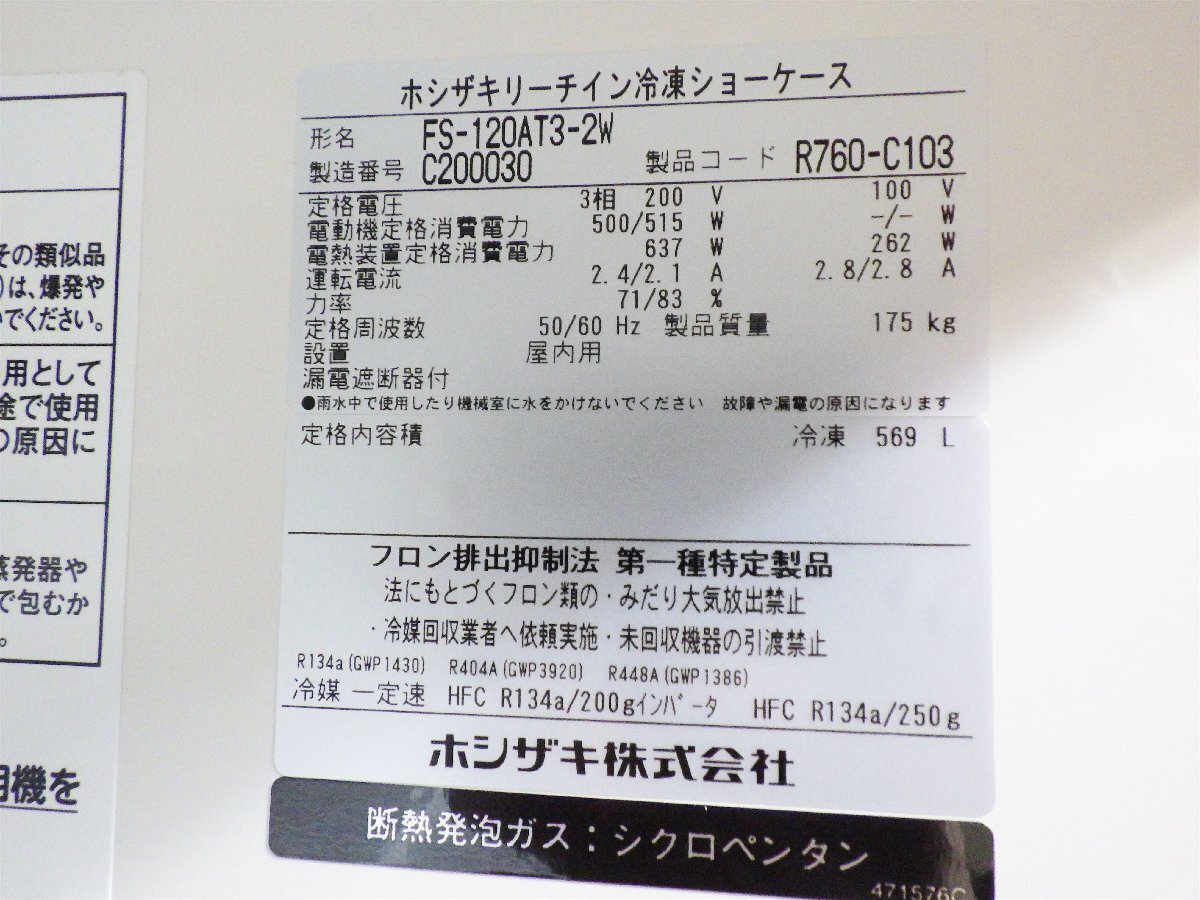 その類似品
)は、爆発や
いでください。
用として
途で使用
の原因に
蒸発器や
で包むか
。
用機を
ホシザキリーチイン冷凍ショーケース
形名 FS-120AT3-2W
製造番号 C200030 製品コード R760-C103
定格電圧 3相 200 V 100 V
電動機定格消費電力 500/515 W -/- W
電熱装置定格消費電力 637 W 262 W
運転電流 2.4/2.1 A 2.8/2.8 A
力率 71/83 %
定格周波数 50/60 Hz 製品質量 175 kg
設置 屋内用
漏電遮断器付
●雨水中で使用したり機械室に水をかけないでください 故障や漏電の原因になります
定格内容積 冷凍 569 L
フロン排出抑制法 第一種特定製品
法にもとづくフロン類の・みだり大気放出禁止
・冷媒回収業者へ依頼実施・未回収機器の引渡禁止
R134a(GWP1430) R404A(GWP3920) R448A(GWP1386)
冷媒 一定速 HFC R134a/200gインバータ HFC R134a/250g
ホシザキ株式会社
断熱発泡ガス：シクロペンタン
471576C